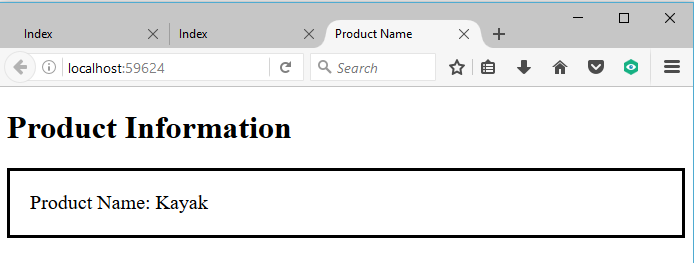 Index Index Product Name
localhost:59624 Search
Product Information
Product Name: Kayak